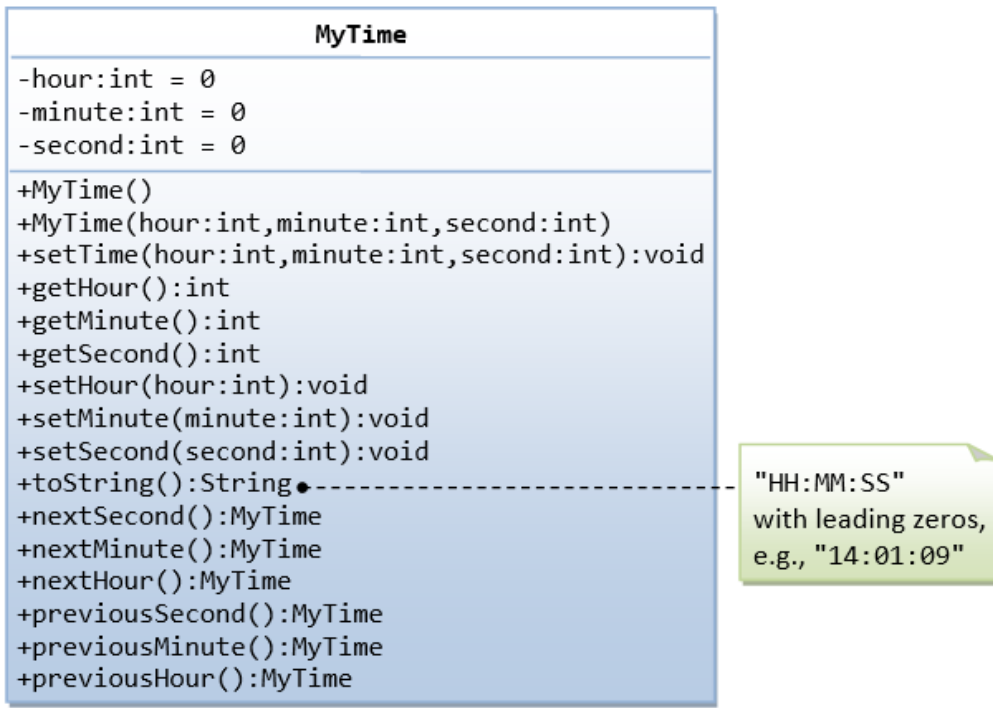 MyTime
-hour:int = 0
-minute:int = 0
-second:int = 0
+MyTime()
+MyTime(hour:int,minute:int,second:int)
+setTime(hour:int,minute:int,second:int):void
+getHour():int
+getMinute():int
+getSecond():int
+setHour(hour:int):void
+setMinute(minute:int):void
+setSecond(second:int):void
+toString():String
+nextSecond():MyTime
+nextMinute():MyTime
+nextHour():MyTime
+previousSecond():MyTime
+previousMinute():MyTime
+previousHour():MyTime
"HH:MM:SS"
with leading zeros,
e.g., "14:01:09"